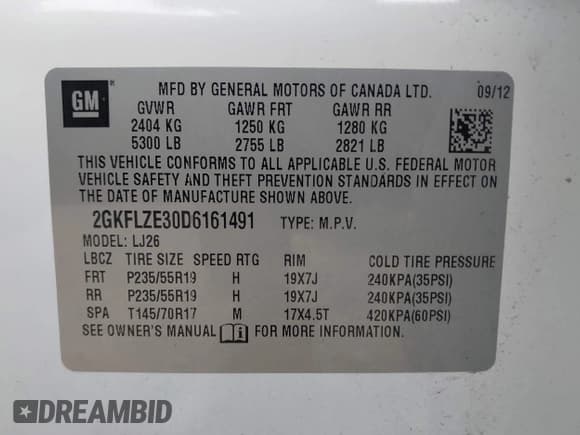 GM
MFD BY GENERAL MOTORS OF CANADA LTD. 09/12
GVWR GAWR FRT GAWR RR
2404 KG 1250 KG 1280 KG
5300 LB 2755 LB 2821 LB
THIS VEHICLE CONFORMS TO ALL APPLICABLE U.S. FEDERAL MOTOR
VEHICLE SAFETY AND THEFT PREVENTION STANDARDS IN EFFECT ON
THE DATE OF MANUFACTURE SHOWN ABOVE.
2GKFLZE30D6161491 TYPE: M.P.V.
MODEL: LJ26
LBCZ TIRE SIZE SPEED RTG RIM COLD TIRE PRESSURE
FRT P235/55R19 H 19X7J 240KPA(35PSI)
RR P235/55R19 H 19X7J 240KPA(35PSI)
SPA T145/70R17 M 17X4.5T 420KPA(60PSI)
SEE OWNER'S MANUAL FOR MORE INFORMATION.
DREAMBID